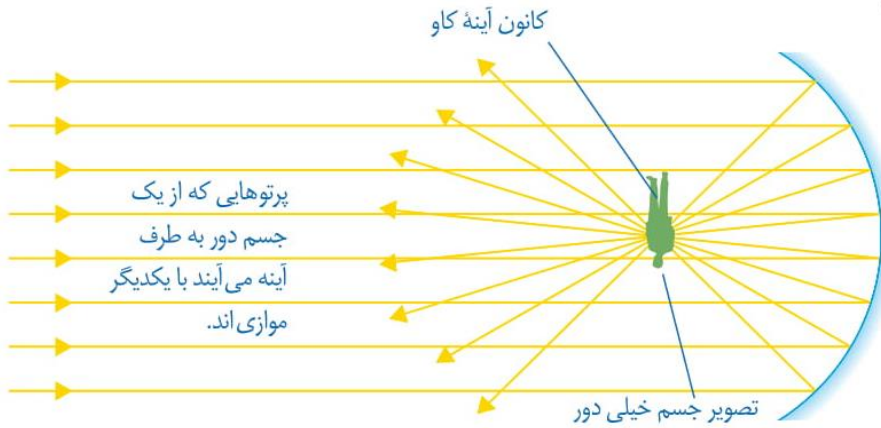 کانون آینهٔ کاو
پرتوهایی که از یک
جسم دور به طرف
آینه می‌آیند با یکدیگر
موازی‌اند.
تصویر جسم خیلی دور